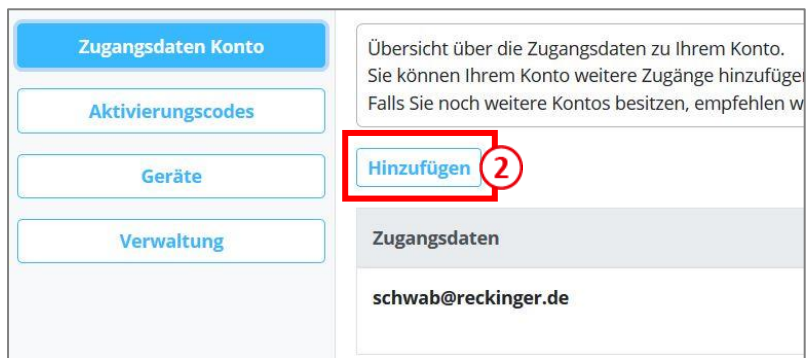 Zugangsdaten Konto
Aktivierungscodes
Geräte
Verwaltung
Übersicht über die Zugangsdaten zu Ihrem Konto.
Sie können Ihrem Konto weitere Zugänge hinzufüge
Falls Sie noch weitere Kontos besitzen, empfehlen w
Hinzufügen 2
Zugangsdaten
schwab@reckinger.de